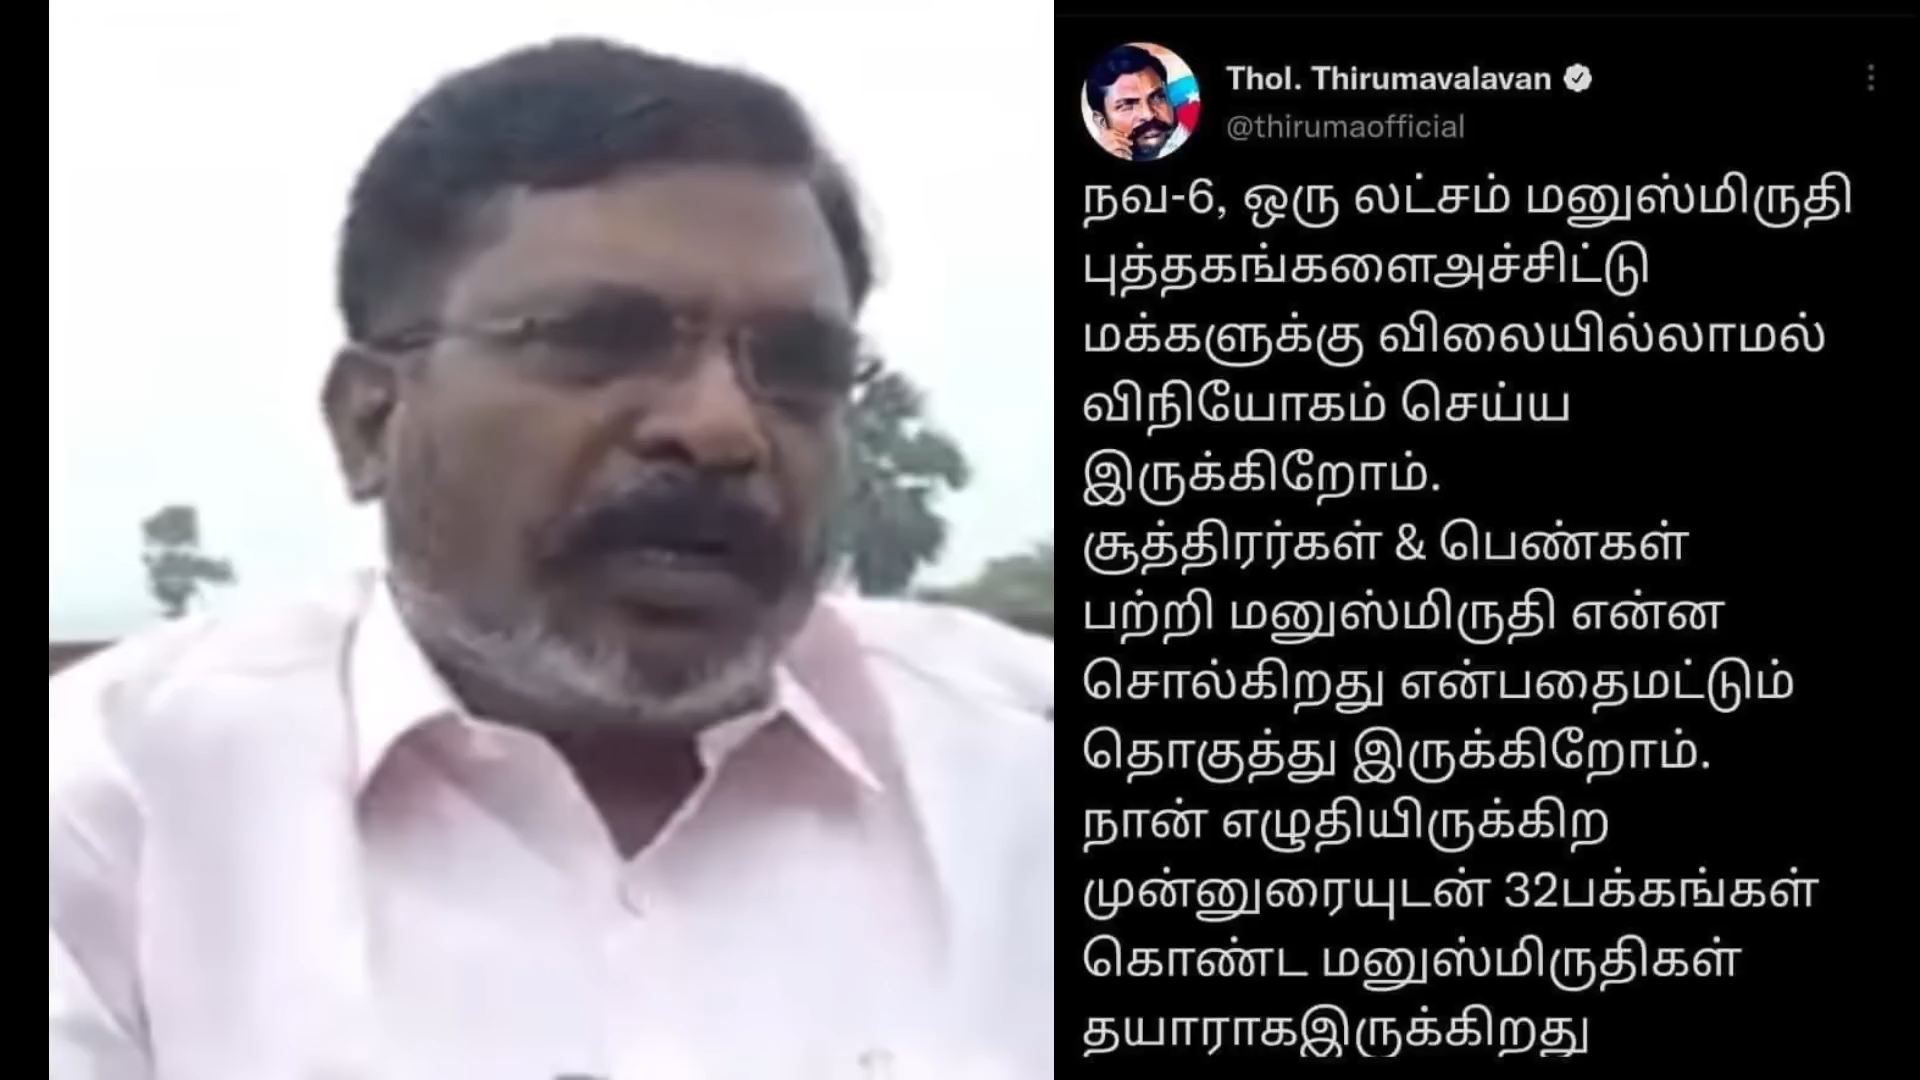 Thol. Thirumavalavan
@thirumaofficial
நவ-6, ஒரு லட்சம் மனுஸ்மிருதி
புத்தகங்களைஅச்சிட்டு
மக்களுக்கு விலையில்லாமல்
விநியோகம் செய்ய
இருக்கிறோம்.
சூத்திரர்கள் & பெண்கள்
பற்றி மனுஸ்மிருதி என்ன
சொல்கிறது என்பதைமட்டும்
தொகுத்து இருக்கிறோம்.
நான் எழுதியிருக்கிற
முன்னுரையுடன் 32பக்கங்கள்
கொண்ட மனுஸ்மிருதிகள்
தயாராகஇருக்கிறது